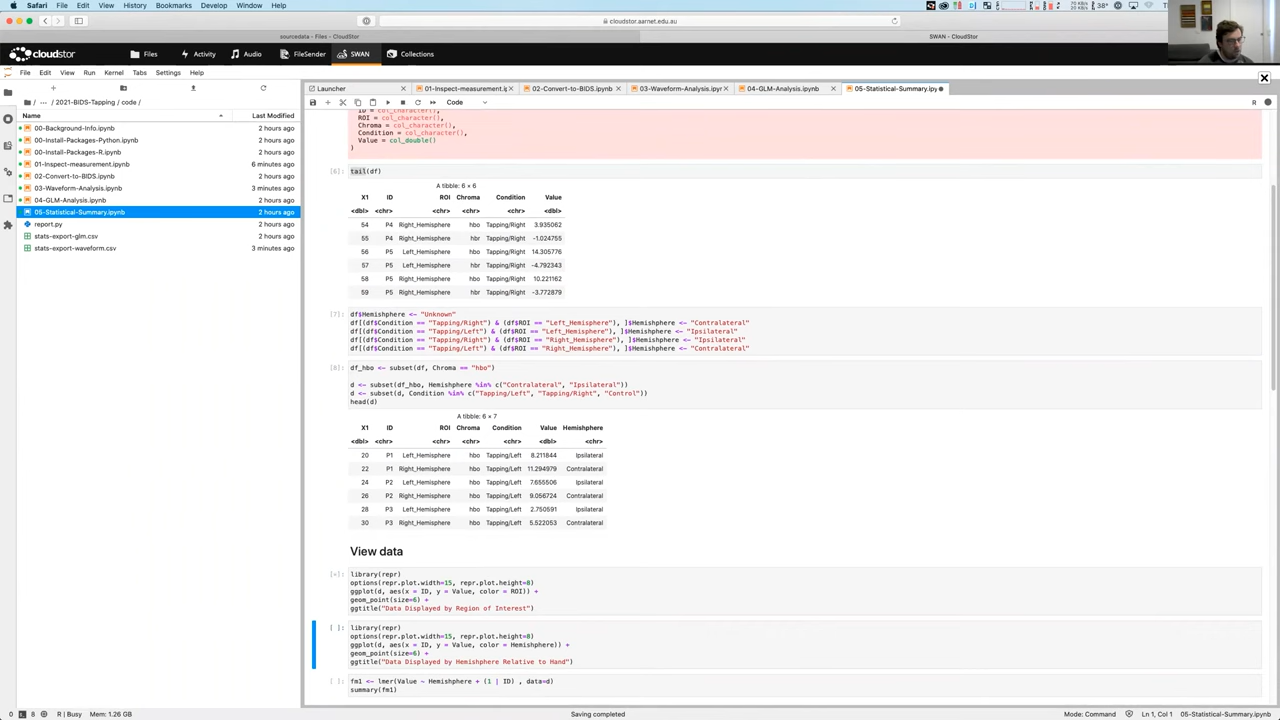 Safari File Edit View History Bookmarks Develop Window Help
cloudstor.aarnet.edu.au
sourcedata - Files - CloudStor
SWAN - CloudStor
cloudstor Files Activity Audio FileSender SWAN Collections
File Edit View Run Kernel Tabs Settings Help
/ ... / 2021-BIDS-Tapping / code /
Name Last Modified
00-Background-Info.ipynb 2 hours ago
00-Install-Packages-Python.ipynb 2 hours ago
00-Install-Packages-R.ipynb 2 hours ago
01-Inspect-measurement.ipynb 6 minutes ago
02-Convert-to-BIDS.ipynb 2 hours ago
03-Waveform-Analysis.ipynb 3 minutes ago
04-GLM-Analysis.ipynb 2 hours ago
05-Statistical-Summary.ipynb 2 hours ago
report.py 2 hours ago
stats-export-glm.csv 2 hours ago
stats-export-waveform.csv 3 minutes ago
Launcher 01-Inspect-measurement.ip 02-Convert-to-BIDS.ipynb 03-Waveform-Analysis.ipyn 04-GLM-Analysis.ipynb 05-Statistical-Summary.ipy
Code R
ID = col_character(),
ROI = col_character(),
Chroma = col_character(),
Condition = col_character(),
Value = col_double()
)
[6]: tail(df)
A tibble: 6 × 6
X1 ID ROI Chroma Condition Value
<dbl> <chr> <chr> <chr> <chr> <dbl>
54 P4 Right_Hemisphere hbo Tapping/Right 3.935062
55 P4 Right_Hemisphere hbr Tapping/Right -1.024755
56 P5 Left_Hemisphere hbo Tapping/Right 14.305776
57 P5 Left_Hemisphere hbr Tapping/Right -4.792343
58 P5 Right_Hemisphere hbo Tapping/Right 10.221162
59 P5 Right_Hemisphere hbr Tapping/Right -3.772879
[7]: df$Hemishphere <- "Unknown"
df[(df$Condition == "Tapping/Right") & (df$ROI == "Left_Hemisphere"), ]$Hemishphere <- "Contralateral"
df[(df$Condition == "Tapping/Left") & (df$ROI == "Left_Hemisphere"), ]$Hemishphere <- "Ipsilateral"
df[(df$Condition == "Tapping/Right") & (df$ROI == "Right_Hemisphere"), ]$Hemishphere <- "Ipsilateral"
df[(df$Condition == "Tapping/Left") & (df$ROI == "Right_Hemisphere"), ]$Hemishphere <- "Contralateral"
[8]: df_hbo <- subset(df, Chroma == "hbo")
d <- subset(df_hbo, Hemishphere %in% c("Contralateral", "Ipsilateral"))
d <- subset(d, Condition %in% c("Tapping/Left", "Tapping/Right", "Control"))
head(d)
A tibble: 6 × 7
X1 ID ROI Chroma Condition Value Hemishphere
<dbl> <chr> <chr> <chr> <chr> <dbl> <chr>
20 P1 Left_Hemisphere hbo Tapping/Left 8.211844 Ipsilateral
22 P1 Right_Hemisphere hbo Tapping/Left 11.294979 Contralateral
24 P2 Left_Hemisphere hbo Tapping/Left 7.655506 Ipsilateral
26 P2 Right_Hemisphere hbo Tapping/Left 9.056724 Contralateral
28 P3 Left_Hemisphere hbo Tapping/Left 2.750591 Ipsilateral
30 P3 Right_Hemisphere hbo Tapping/Left 5.522053 Contralateral
View data
[*]: library(repr)
options(repr.plot.width=15, repr.plot.height=8)
ggplot(d, aes(x = ID, y = Value, color = ROI)) +
geom_point(size=6) +
ggtitle("Data Displayed by Region of Interest")
[ ]: library(repr)
options(repr.plot.width=15, repr.plot.height=8)
ggplot(d, aes(x = ID, y = Value, color = Hemishphere)) +
geom_point(size=6) +
ggtitle("Data Displayed by Hemishphere Relative to Hand")
[ ]: fm1 <- lmer(Value ~ Hemishphere + (1 | ID) , data=d)
summary(fm1)
0 8 R | Busy Mem: 1.26 GB Saving completed Mode: Command Ln 1, Col 1 05-Statistical-Summary.ipynb